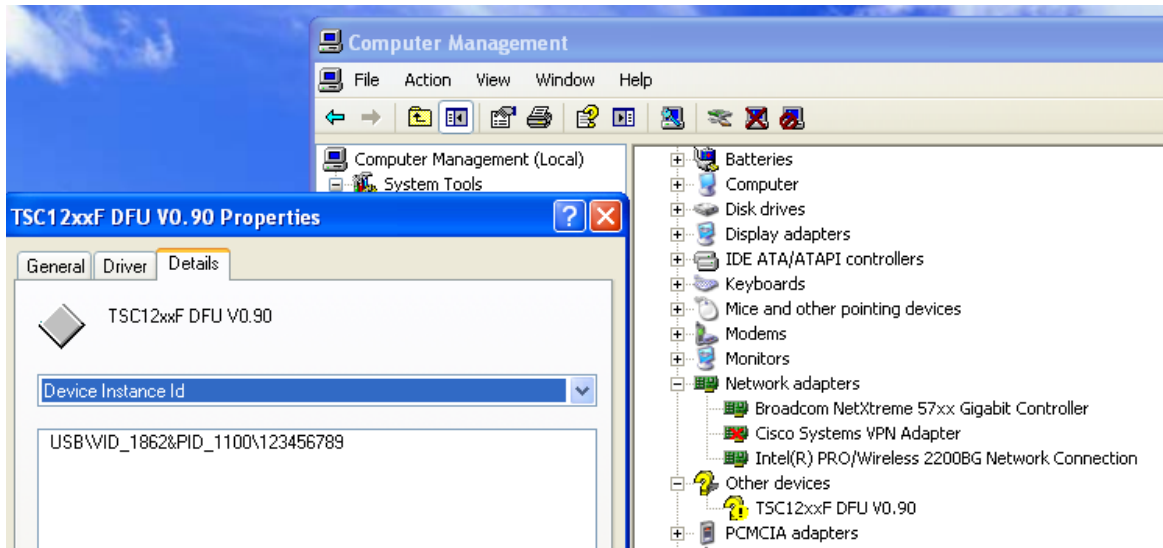 Computer Management
File Action View Window Help
Computer Management (Local)
System Tools
TSC12xxF DFU V0.90 Properties
General Driver Details
TSC12xxF DFU V0.90
Device Instance Id
USB\VID_1862&PID_1100\123456789
Batteries
Computer
Disk drives
Display adapters
IDE ATA/ATAPI controllers
Keyboards
Mice and other pointing devices
Modems
Monitors
Network adapters
Broadcom NetXtreme 57xx Gigabit Controller
Cisco Systems VPN Adapter
Intel(R) PRO/Wireless 2200BG Network Connection
Other devices
TSC12xxF DFU V0.90
PCMCIA adapters